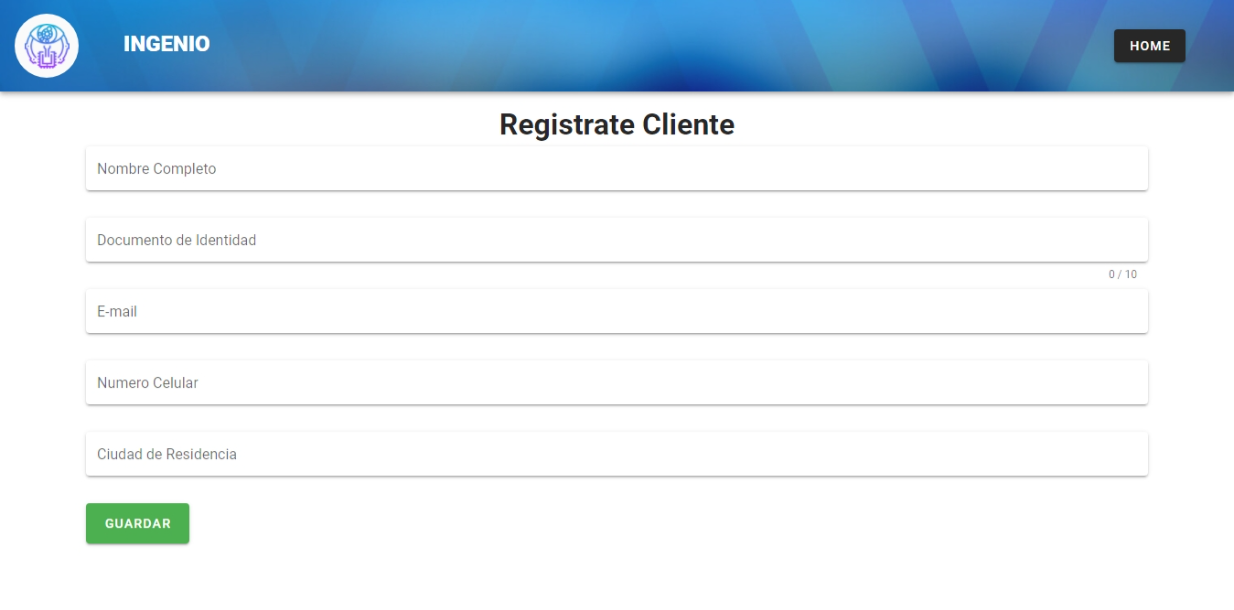 INGENIO
HOME
Registrate Cliente
Nombre Completo
Documento de Identidad
0 / 10
E-mail
Numero Celular
Ciudad de Residencia
GUARDAR